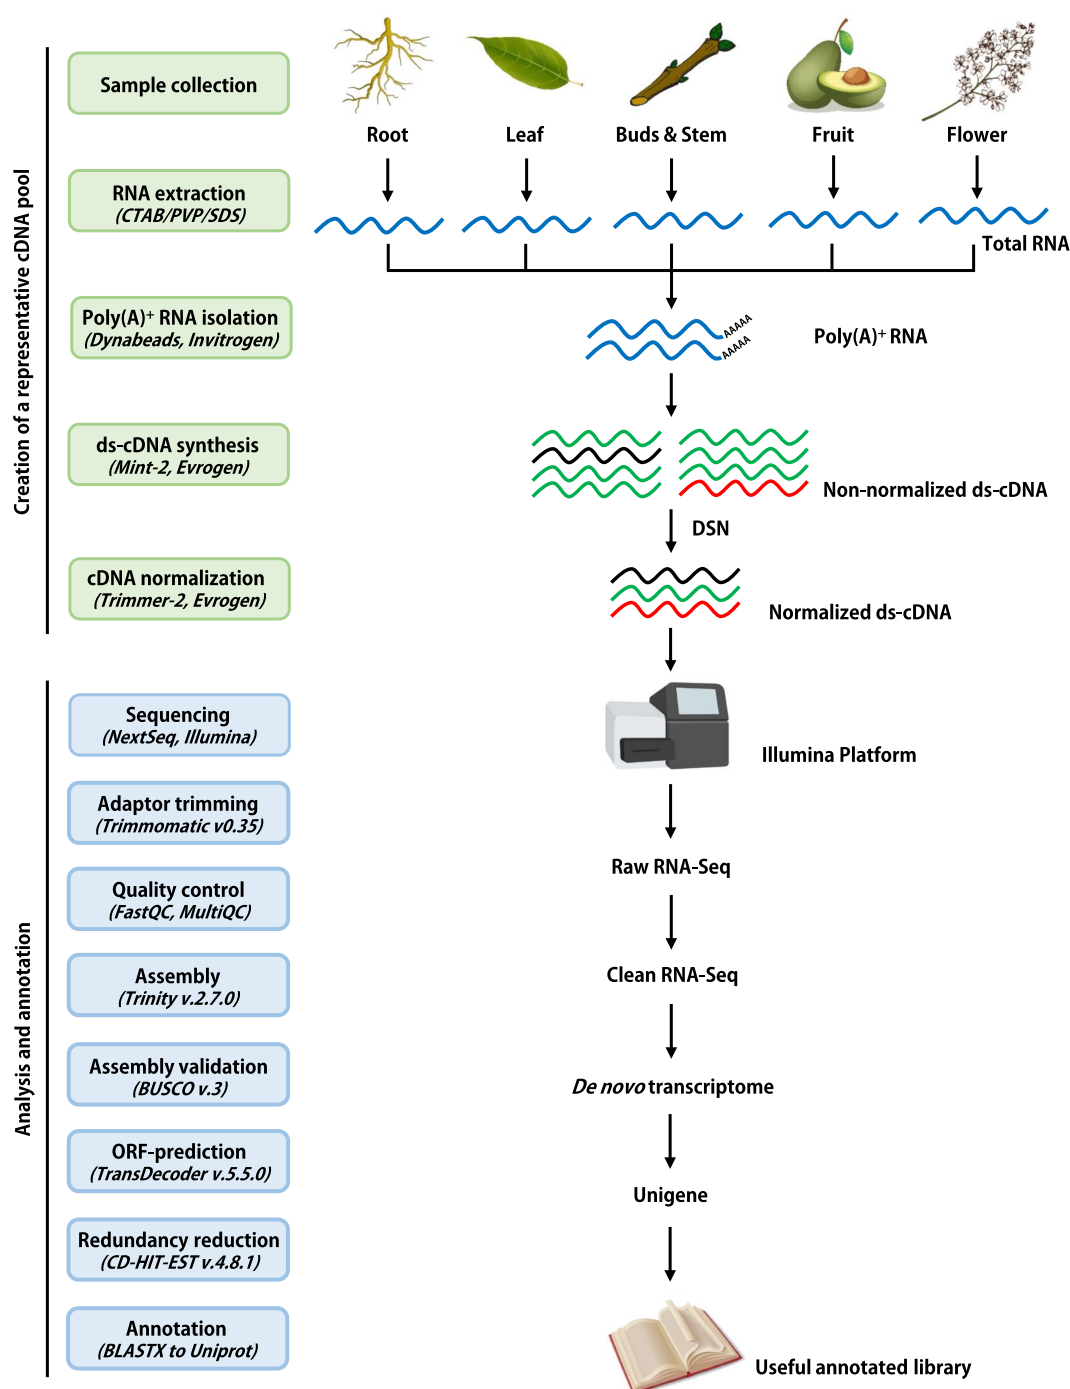 Creation of a representative cDNA pool
Sample collection
Root
Leaf
Buds & Stem
Fruit
Flower
RNA extraction
(CTAB/PVP/SDS)
Total RNA
Poly(A)+ RNA isolation
(Dynabeads, Invitrogen)
AAAAA
AAAAA
Poly(A)+ RNA
ds-cDNA synthesis
(Mint-2, Evrogen)
Non-normalized ds-cDNA
DSN
cDNA normalization
(Trimmer-2, Evrogen)
Normalized ds-cDNA
Analysis and annotation
Sequencing
(NextSeq, Illumina)
Illumina Platform
Adaptor trimming
(Trimmomatic v0.35)
Raw RNA-Seq
Quality control
(FastQC, MultiQC)
Assembly
(Trinity v.2.7.0)
Clean RNA-Seq
Assembly validation
(BUSCO v.3)
De novo transcriptome
ORF-prediction
(TransDecoder v.5.5.0)
Unigene
Redundancy reduction
(CD-HIT-EST v.4.8.1)
Annotation
(BLASTX to Uniprot)
Useful annotated library